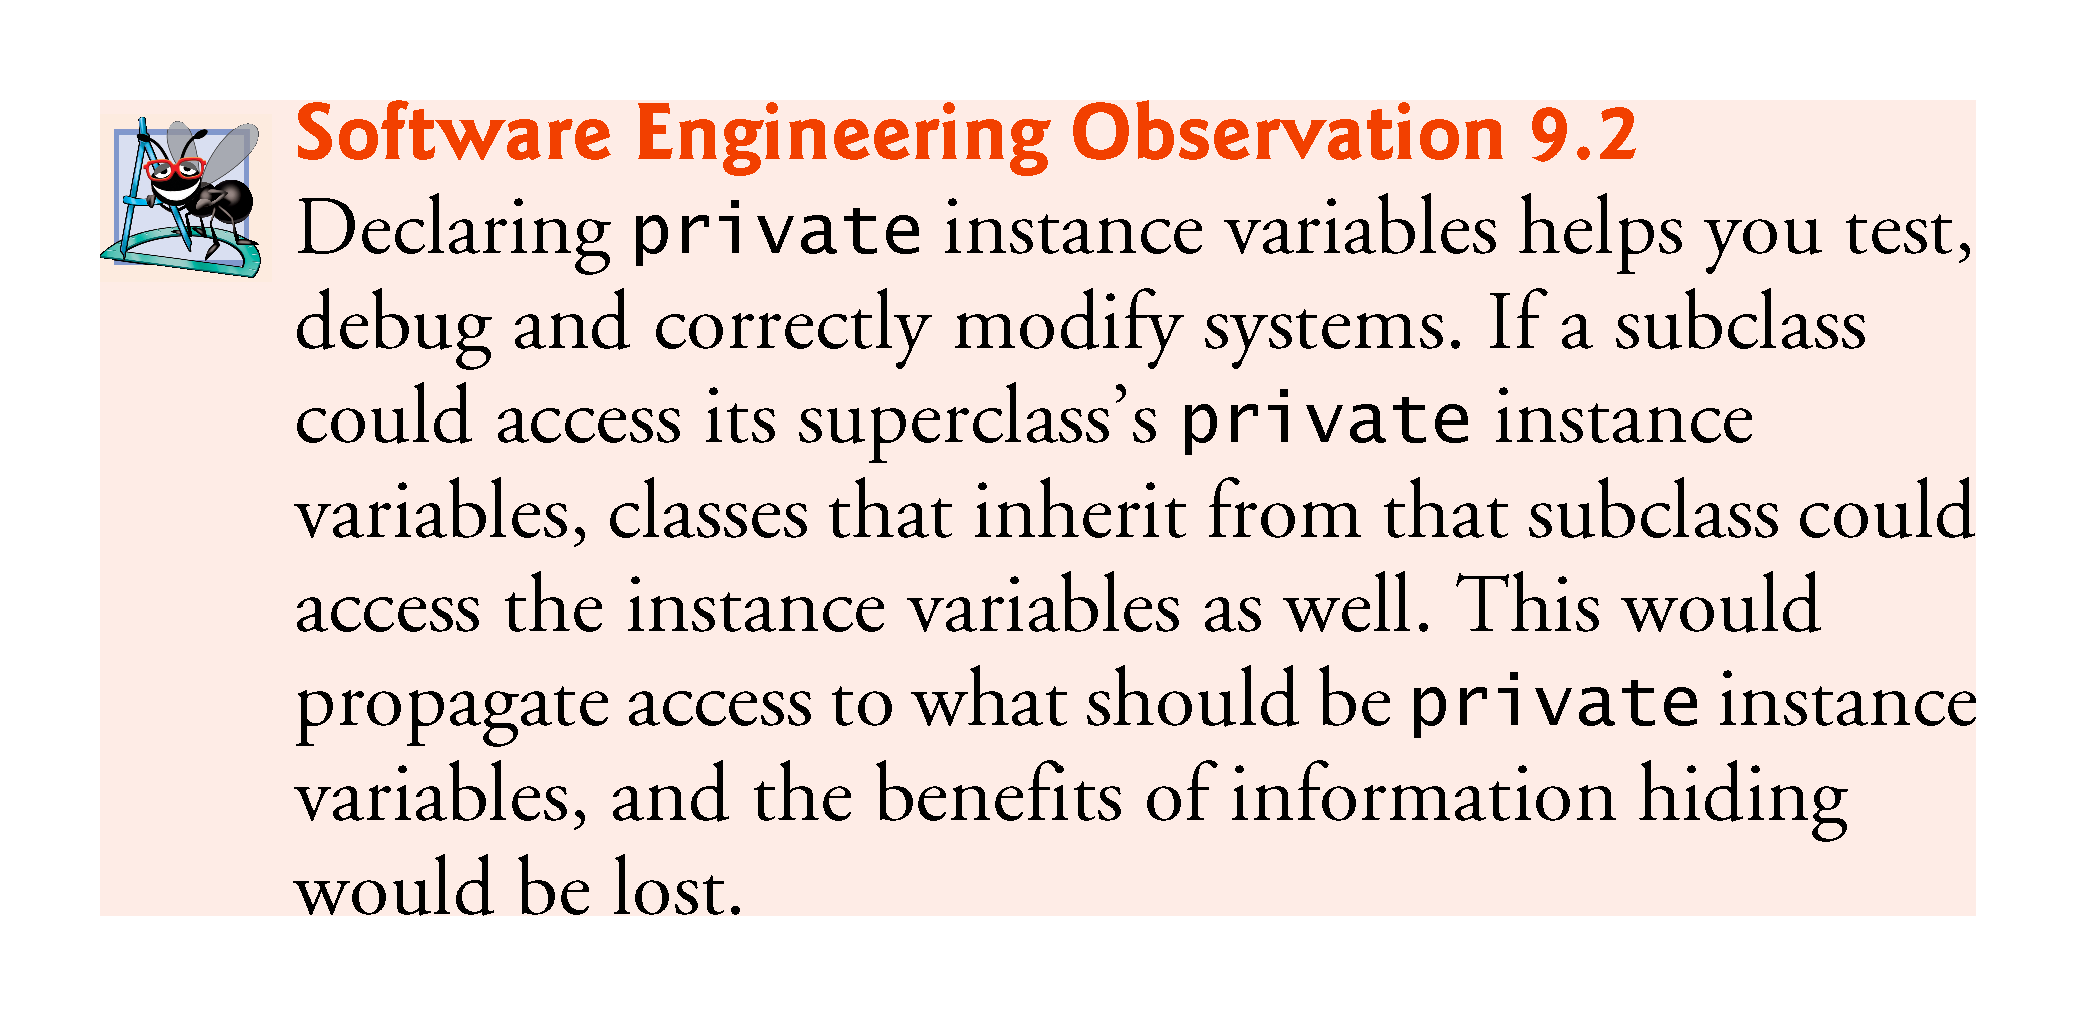 Software Engineering Observation 9.2
Declaring private instance variables helps you test,
debug and correctly modify systems. If a subclass
could access its superclass’s private instance
variables, classes that inherit from that subclass could
access the instance variables as well. This would
propagate access to what should be private instance
variables, and the benefits of information hiding
would be lost.